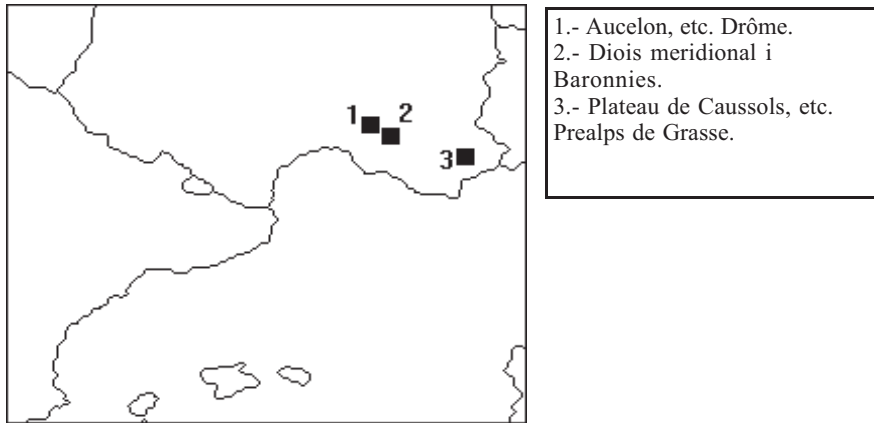 1
2
3
1.- Aucelon, etc. Drôme.
2.- Diois meridional i
Baronnies.
3.- Plateau de Caussols, etc.
Prealps de Grasse.